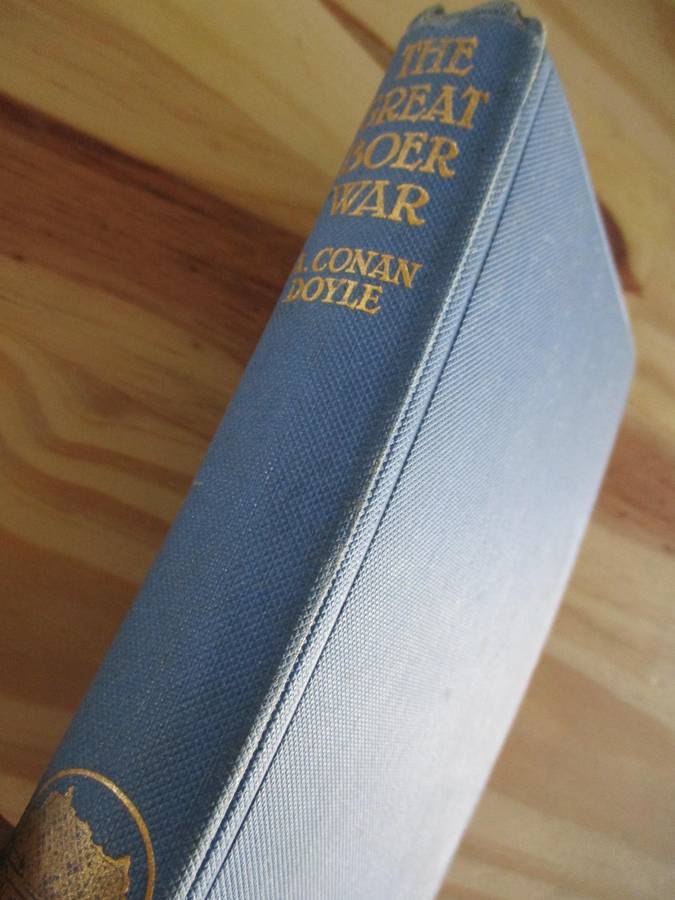 THE
GREAT
BOER
WAR
A. CONAN
DOYLE